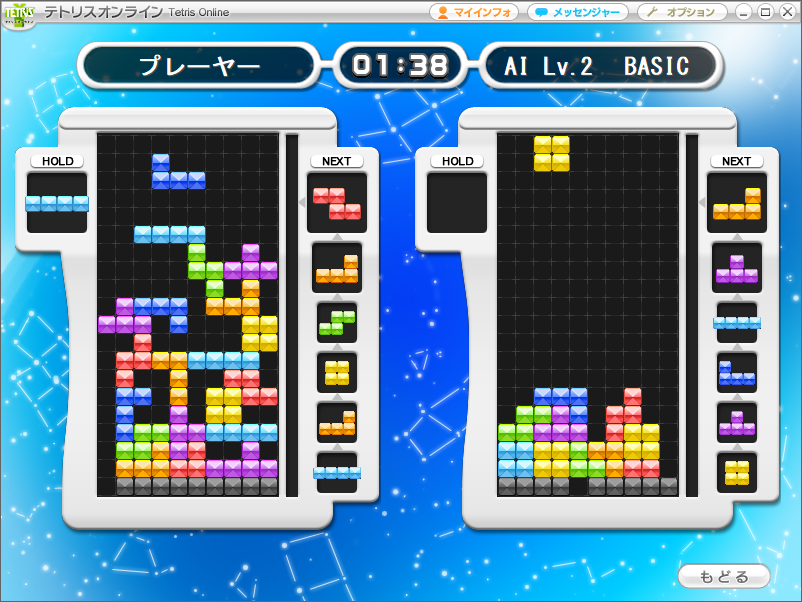 TETRIS テトリスオンライン Tetris Online マイインフォ メッセンジャー オプション
プレーヤー 01:38 AI Lv.2 BASIC
HOLD NEXT HOLD NEXT
もどる